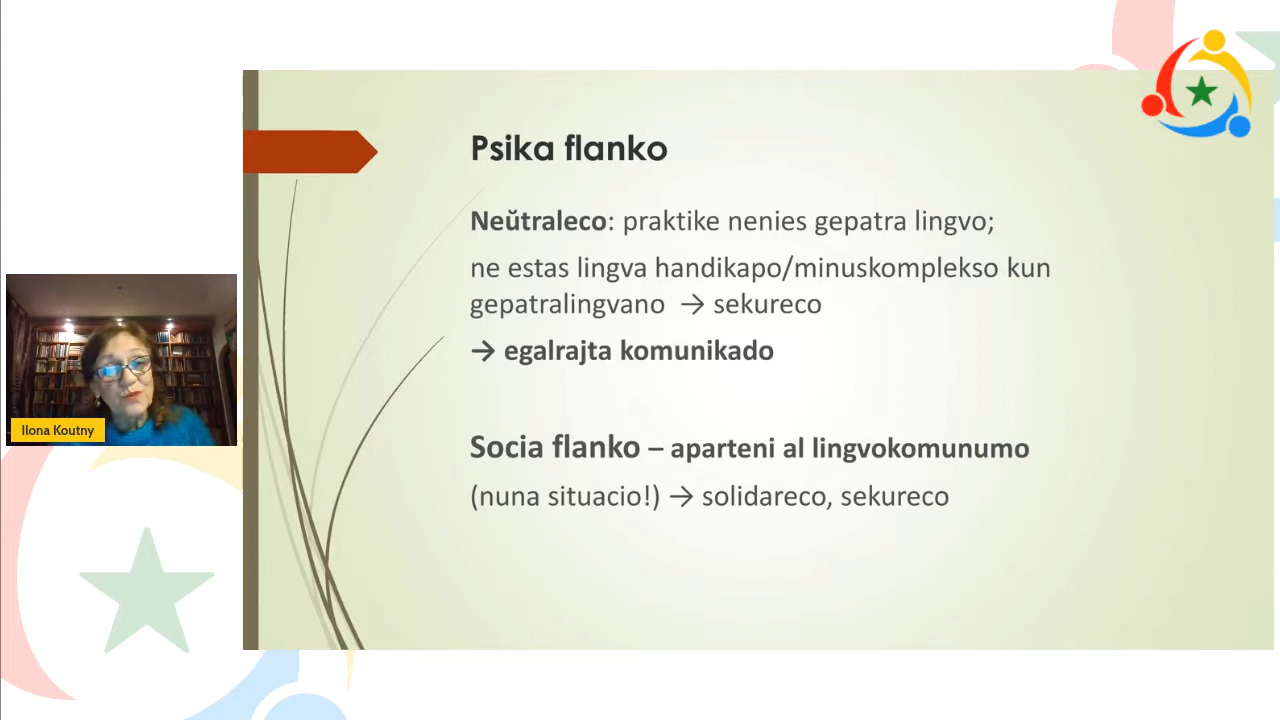 Psika flanko
Neŭtraleco: praktike nenies gepatra lingvo;
ne estas lingva handikapo/minuskomplekso kun
gepatralingvano → sekureco
→ egalrajta komunikado
Socia flanko – aparteni al lingvokomunumo
(nuna situacio!) → solidareco, sekureco
Ilona Koutny